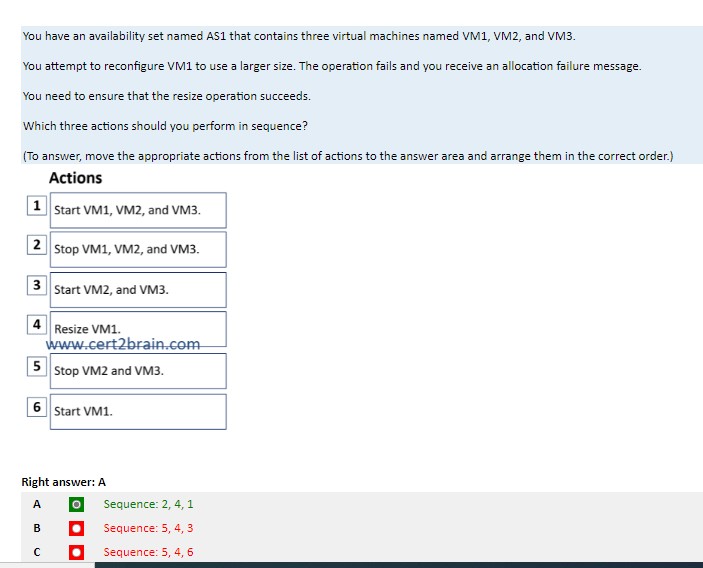 You have an availability set named AS1 that contains three virtual machines named VM1, VM2, and VM3.
You attempt to reconfigure VM1 to use a larger size. The operation fails and you receive an allocation failure message.
You need to ensure that the resize operation succeeds.
Which three actions should you perform in sequence?
(To answer, move the appropriate actions from the list of actions to the answer area and arrange them in the correct order.)
Actions
1 Start VM1, VM2, and VM3.
2 Stop VM1, VM2, and VM3.
3 Start VM2, and VM3.
4 Resize VM1.
www.cert2brain.com
5 Stop VM2 and VM3.
6 Start VM1.
Right answer: A
A Sequence: 2, 4, 1
B Sequence: 5, 4, 3
C Sequence: 5, 4, 6